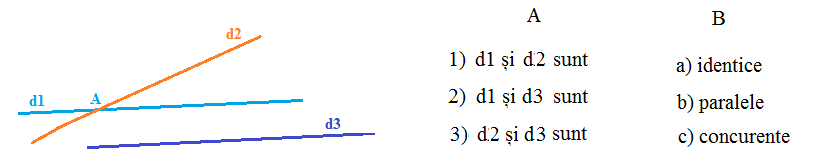 d2
d1
A
d3
A
B
1) d1 și d2 sunt
a) identice
2) d1 și d3 sunt
b) paralele
3) d2 și d3 sunt
c) concurente